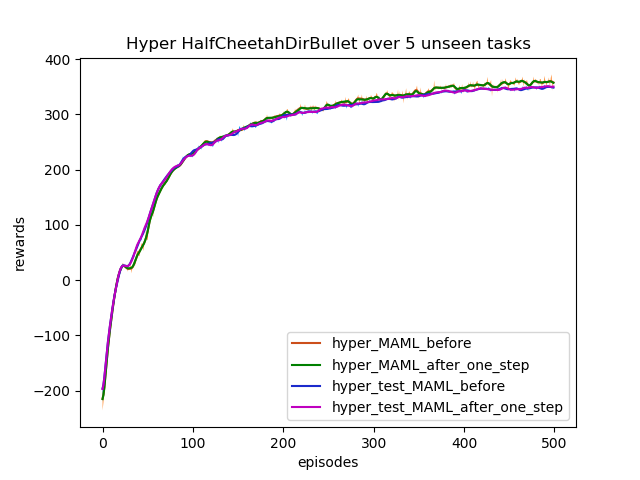 Hyper HalfCheetahDirBullet over 5 unseen tasks
400
300
200
100
0
−100
−200
rewards
hyper_MAML_before
hyper_MAML_after_one_step
hyper_test_MAML_before
hyper_test_MAML_after_one_step
0 100 200 300 400 500
episodes